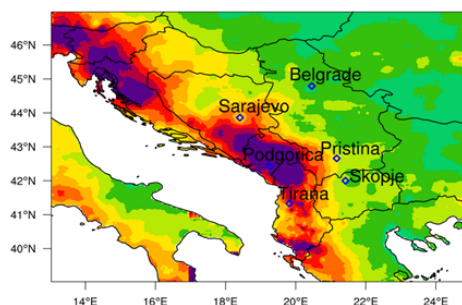 46°N
45°N
Belgrade
44°N
Sarajevo
43°N
Podgorica
Pristina
42°N
Skopje
Tirana
41°N
40°N
14°E 16°E 18°E 20°E 22°E 24°E